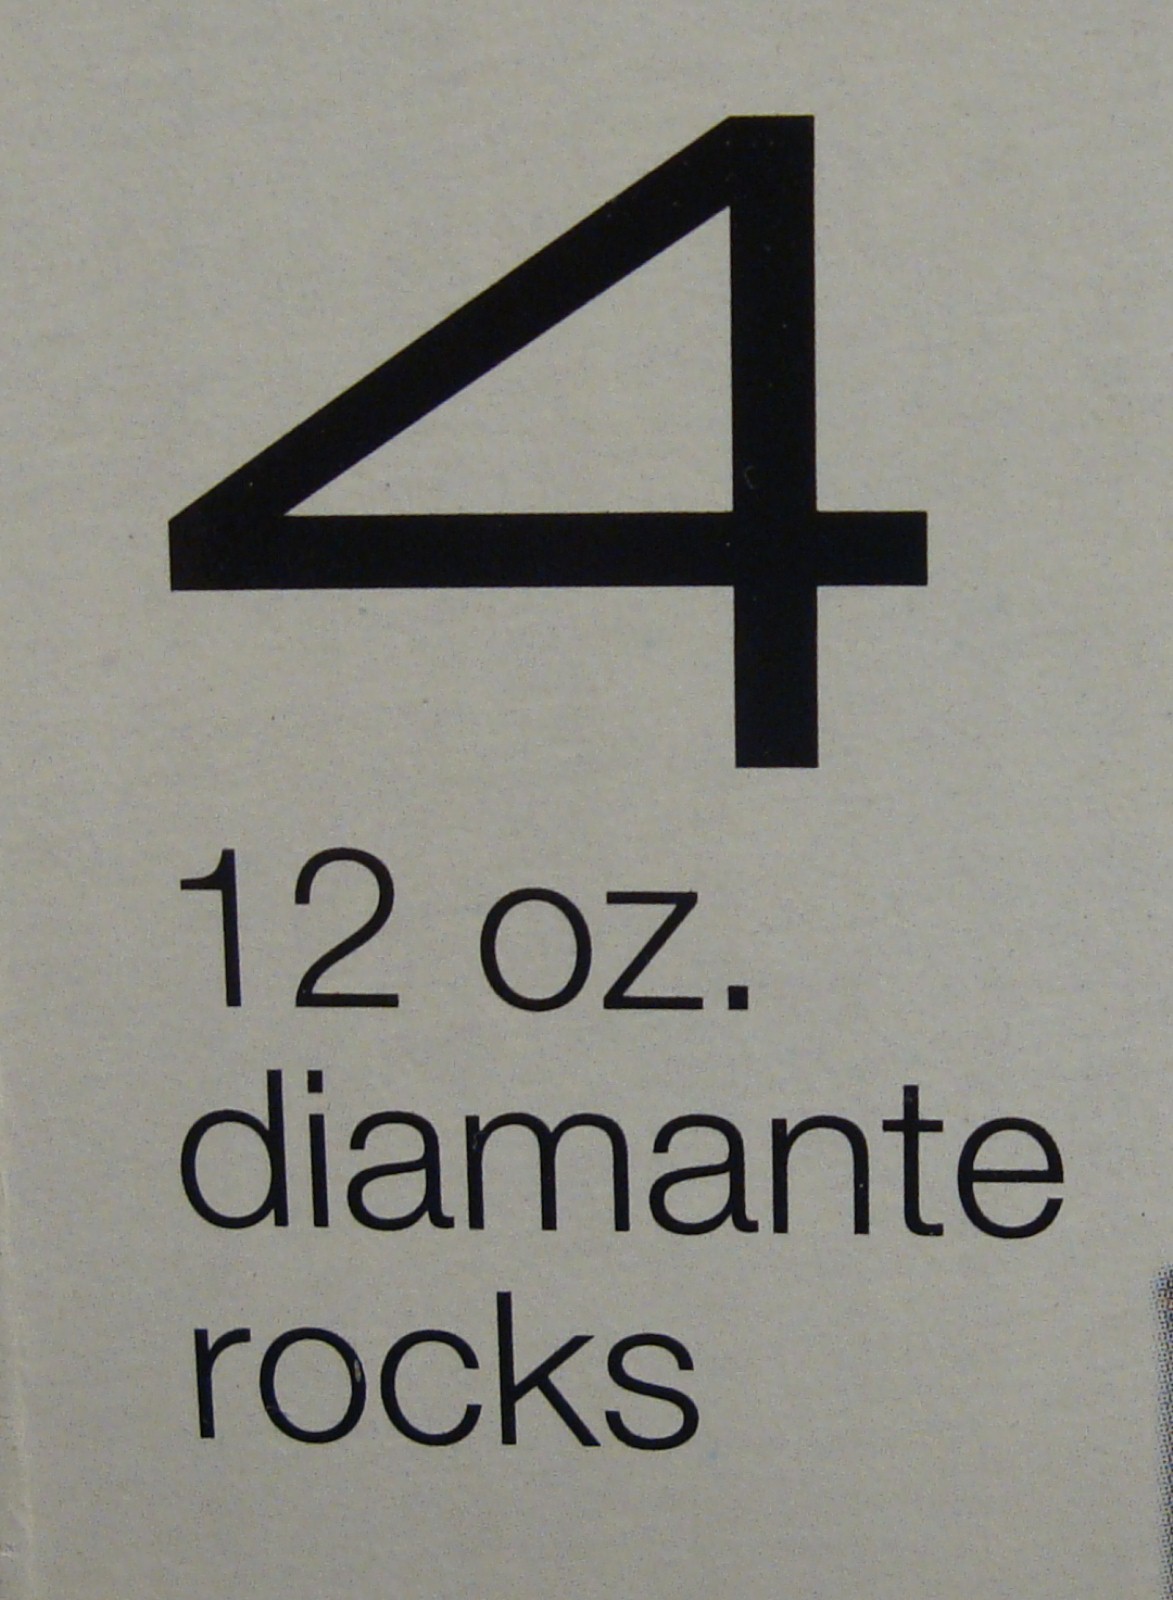 4
12 oz.
diamante
rocks